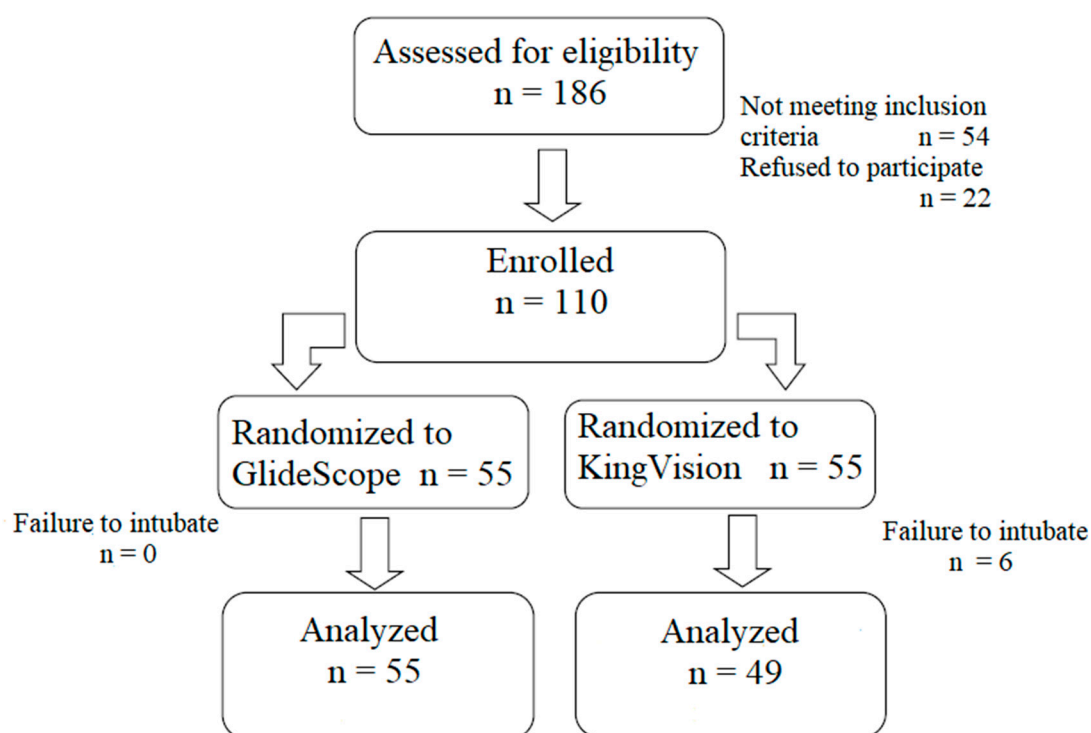 Assessed for eligibility
n = 186
Not meeting inclusion
criteria n = 54
Refused to participate
n = 22
Enrolled
n = 110
Randomized to
GlideScope n = 55
Randomized to
KingVision n = 55
Failure to intubate
n = 0
Failure to intubate
n = 6
Analyzed
n = 55
Analyzed
n = 49